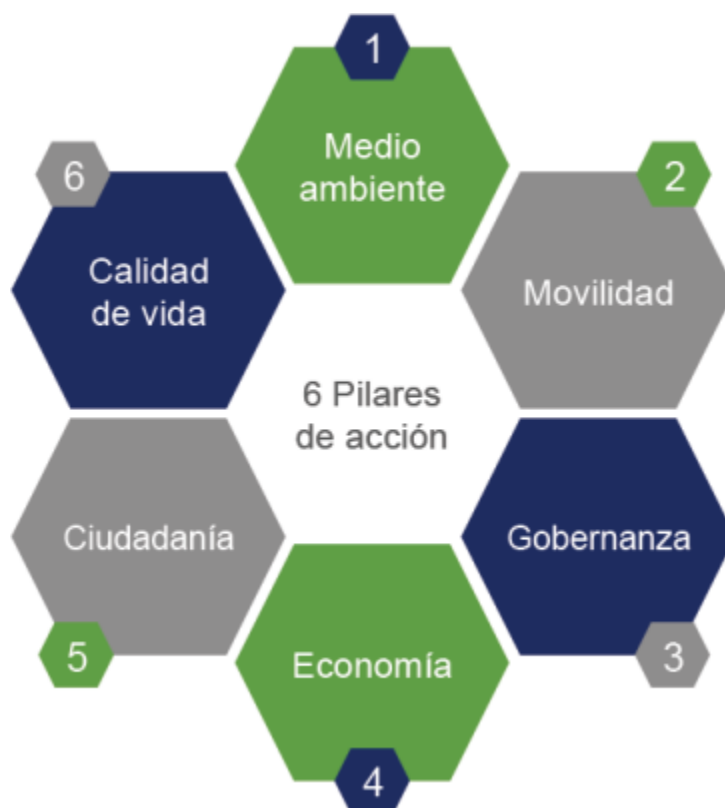 1
Medio
ambiente
2
Movilidad
3
Gobernanza
4
Economía
5
Ciudadanía
6
Calidad
de vida
6 Pilares
de acción